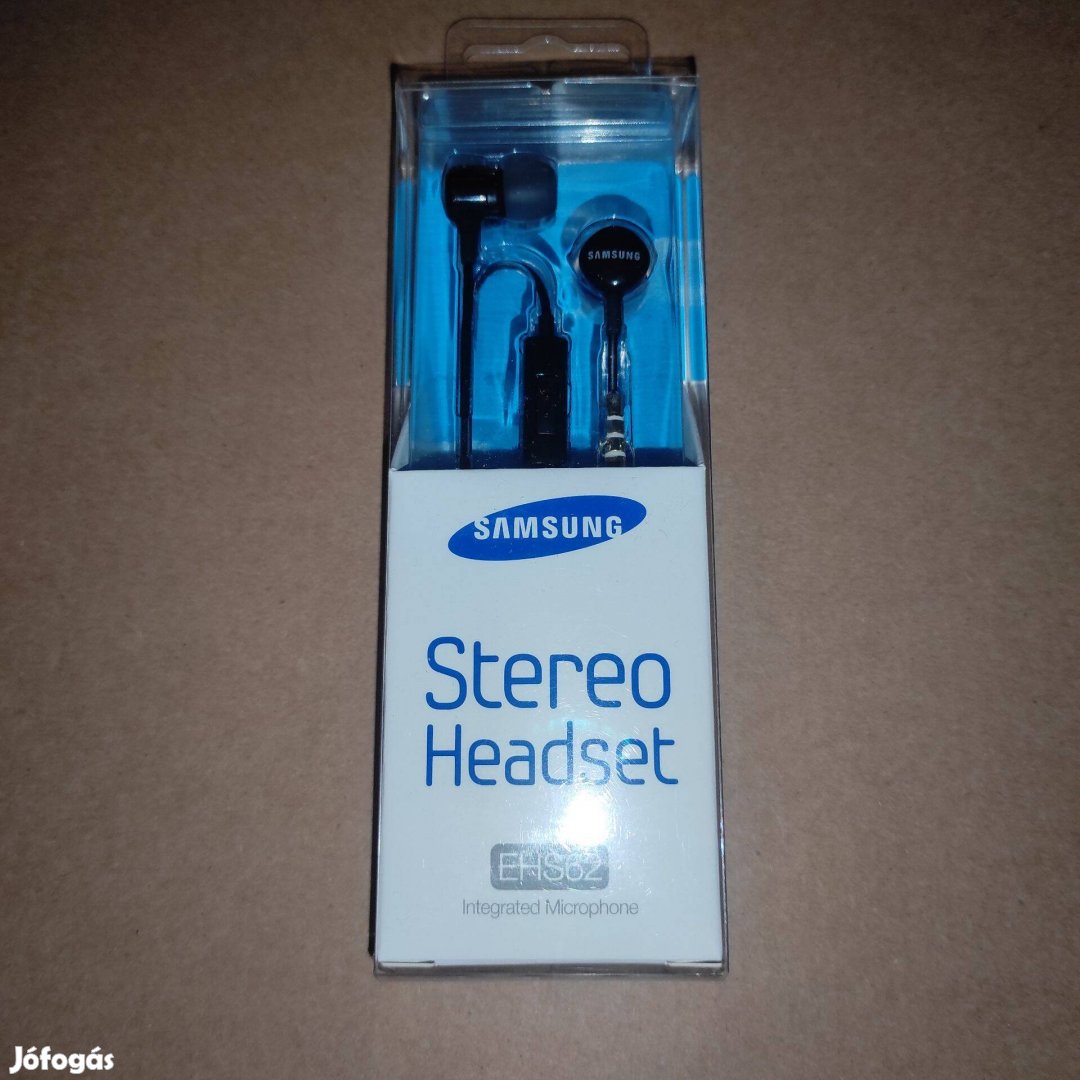 SAMSUNG
SAMSUNG
Stereo
Headset
EHS62
Integrated Microphone
Jófogás